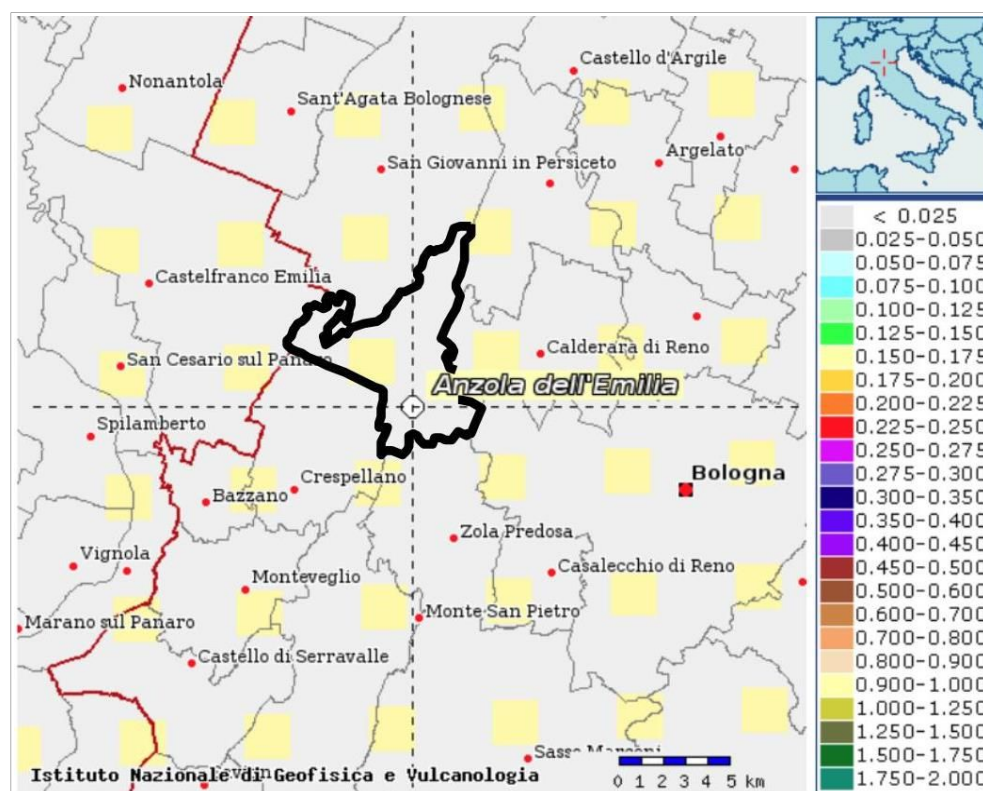 Castello d'Argile
Nonantola
Sant'Agata Bolognese
Argelato
San Giovanni in Persiceto
Castelfranco Emilia
Calderara di Reno
San Cesario sul Panaro
Anzola dell'Emilia
Spilamberto
Bologna
Crespellano
Bazzano
Zola Predosa
Vignola
Casalecchio di Reno
Monteveglio
Monte San Pietro
Marano sul Panaro
Castello di Serravalle
Sasso Marconi
Istituto Nazionale di Geofisica e Vulcanologia
0 1 2 3 4 5 km
< 0.025
0.025-0.050
0.050-0.075
0.075-0.100
0.100-0.125
0.125-0.150
0.150-0.175
0.175-0.200
0.200-0.225
0.225-0.250
0.250-0.275
0.275-0.300
0.300-0.350
0.350-0.400
0.400-0.450
0.450-0.500
0.500-0.600
0.600-0.700
0.700-0.800
0.800-0.900
0.900-1.000
1.000-1.250
1.250-1.500
1.500-1.750
1.750-2.000